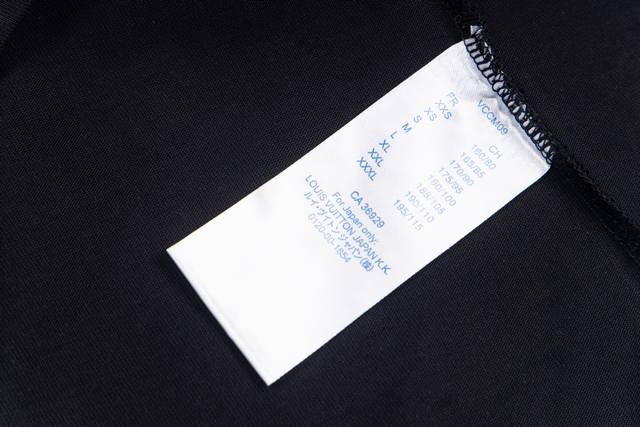 VCCM09
FR CH
XXS 160/80
XS 165/85
S 170/90
M 175/95
L 180/100
XL 185/105
XXL 190/110
XXXL 195/115
CA 36929
For Japan only:
LOUIS VUITTON JAPAN K.K.
ルイ・ヴィトンジャパン(株)
0120-00-1854